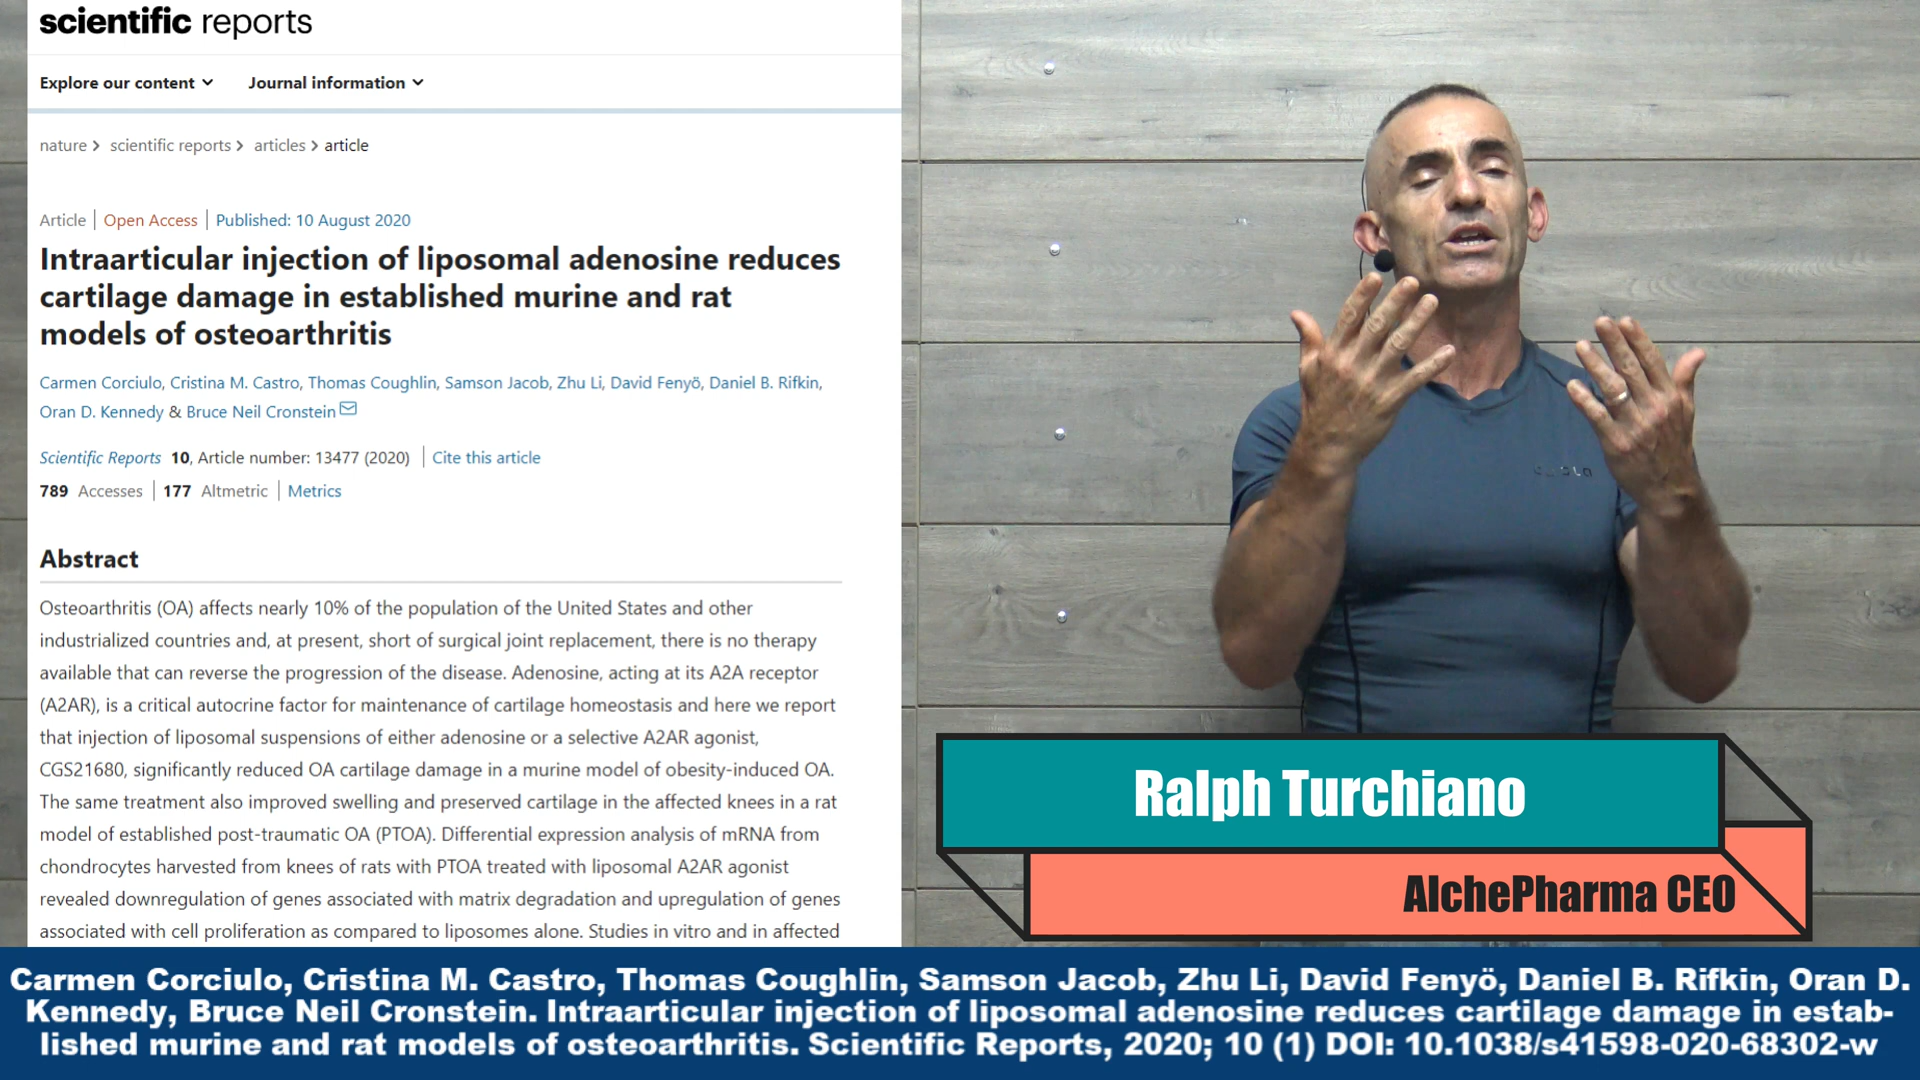 scientific reports
Explore our content
Journal information
nature > scientific reports > articles > article
Article | Open Access | Published: 10 August 2020
Intraarticular injection of liposomal adenosine reduces
cartilage damage in established murine and rat
models of osteoarthritis
Carmen Corciulo, Cristina M. Castro, Thomas Coughlin, Samson Jacob, Zhu Li, David Fenyö, Daniel B. Rifkin,
Oran D. Kennedy & Bruce Neil Cronstein
Scientific Reports 10, Article number: 13477 (2020) | Cite this article
789 Accesses | 177 Altmetric | Metrics
Abstract
Osteoarthritis (OA) affects nearly 10% of the population of the United States and other
industrialized countries and, at present, short of surgical joint replacement, there is no therapy
available that can reverse the progression of the disease. Adenosine, acting at its A2A receptor
(A2AR), is a critical autocrine factor for maintenance of cartilage homeostasis and here we report
that injection of liposomal suspensions of either adenosine or a selective A2AR agonist,
CGS21680, significantly reduced OA cartilage damage in a murine model of obesity-induced OA.
The same treatment also improved swelling and preserved cartilage in the affected knees in a rat
model of established post-traumatic OA (PTOA). Differential expression analysis of mRNA from
chondrocytes harvested from knees of rats with PTOA treated with liposomal A2AR agonist
revealed downregulation of genes associated with matrix degradation and upregulation of genes
associated with cell proliferation as compared to liposomes alone. Studies in vitro and in affected
Ralph Turchiano
AlchePharma CEO
Carmen Corciulo, Cristina M. Castro, Thomas Coughlin, Samson Jacob, Zhu Li, David Fenyö, Daniel B. Rifkin, Oran D.
Kennedy, Bruce Neil Cronstein. Intraarticular injection of liposomal adenosine reduces cartilage damage in estab-
lished murine and rat models of osteoarthritis. Scientific Reports, 2020; 10 (1) DOI: 10.1038/s41598-020-68302-w